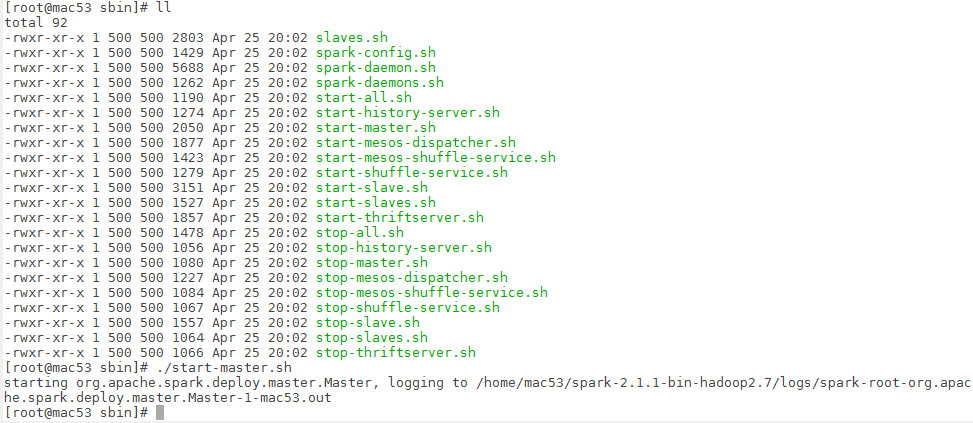 [root@mac53 sbin]# ll
total 92
-rwxr-xr-x 1 500 500 2803 Apr 25 20:02 slaves.sh
-rwxr-xr-x 1 500 500 1429 Apr 25 20:02 spark-config.sh
-rwxr-xr-x 1 500 500 5688 Apr 25 20:02 spark-daemon.sh
-rwxr-xr-x 1 500 500 1262 Apr 25 20:02 spark-daemons.sh
-rwxr-xr-x 1 500 500 1190 Apr 25 20:02 start-all.sh
-rwxr-xr-x 1 500 500 1274 Apr 25 20:02 start-history-server.sh
-rwxr-xr-x 1 500 500 2050 Apr 25 20:02 start-master.sh
-rwxr-xr-x 1 500 500 1877 Apr 25 20:02 start-mesos-dispatcher.sh
-rwxr-xr-x 1 500 500 1423 Apr 25 20:02 start-mesos-shuffle-service.sh
-rwxr-xr-x 1 500 500 1279 Apr 25 20:02 start-shuffle-service.sh
-rwxr-xr-x 1 500 500 3151 Apr 25 20:02 start-slave.sh
-rwxr-xr-x 1 500 500 1527 Apr 25 20:02 start-slaves.sh
-rwxr-xr-x 1 500 500 1857 Apr 25 20:02 start-thriftserver.sh
-rwxr-xr-x 1 500 500 1478 Apr 25 20:02 stop-all.sh
-rwxr-xr-x 1 500 500 1056 Apr 25 20:02 stop-history-server.sh
-rwxr-xr-x 1 500 500 1080 Apr 25 20:02 stop-master.sh
-rwxr-xr-x 1 500 500 1227 Apr 25 20:02 stop-mesos-dispatcher.sh
-rwxr-xr-x 1 500 500 1084 Apr 25 20:02 stop-mesos-shuffle-service.sh
-rwxr-xr-x 1 500 500 1067 Apr 25 20:02 stop-shuffle-service.sh
-rwxr-xr-x 1 500 500 1557 Apr 25 20:02 stop-slave.sh
-rwxr-xr-x 1 500 500 1064 Apr 25 20:02 stop-slaves.sh
-rwxr-xr-x 1 500 500 1066 Apr 25 20:02 stop-thriftserver.sh
[root@mac53 sbin]# ./start-master.sh
starting org.apache.spark.deploy.master.Master, logging to /home/mac53/spark-2.1.1-bin-hadoop2.7/logs/spark-root-org.apac
he.spark.deploy.master.Master-1-mac53.out
[root@mac53 sbin]#